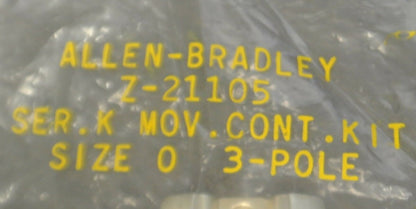 ALLEN-BRADLEY
Z-21105
SER.K MOV.CONT.KIT
SIZE 0 3-POLE